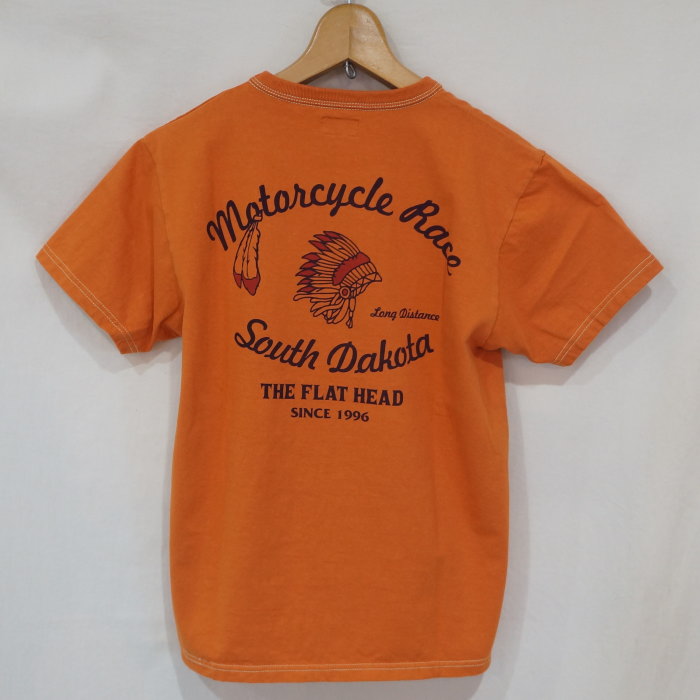 Motorcycle Race
Long Distance
South Dakota
THE FLAT HEAD
SINCE 1996